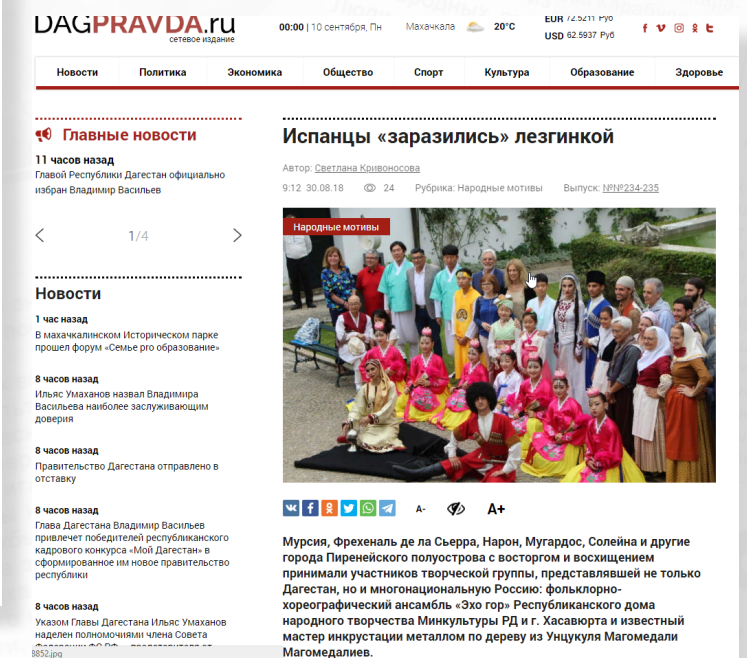 DAGPRAVDA.ru
сетевое издание
00:00 | 10 сентября, Пн
Махачкала
20°C
EUR 72.5211 Руб
USD 62.5937 Руб
Новости Политика Экономика Общество Спорт Культура Образование Здоровье
Главные новости
11 часов назад
Главой Республики Дагестан официально
избран Владимир Васильев
1/4
Новости
1 час назад
В махачкалинском Историческом парке
прошел форум «Семье pro образование»
8 часов назад
Ильяс Умаханов назвал Владимира
Васильева наиболее заслуживающим
доверия
8 часов назад
Правительство Дагестана отправлено в
отставку
8 часов назад
Глава Дагестана Владимир Васильев
привлечет победителей республиканского
кадрового конкурса «Мой Дагестан» в
сформированное им новое правительство
республики
8 часов назад
Указом Главы Дагестана Ильяс Умаханов
наделен полномочиями члена Совета
8852.jpg
Испанцы «заразились» лезгинкой
Автор: Светлана Кривоносова
9:12 30.08.18 24 Рубрика: Народные мотивы Выпуск: №№234-235
Народные мотивы
A- A+
Мурсия, Фрехеналь де ла Сьерра, Нарон, Мугардос, Солейна и другие
города Пиренейского полуострова с восторгом и восхищением
принимали участников творческой группы, представлявшей не только
Дагестан, но и многонациональную Россию: фольклорно-
хореографический ансамбль «Эхо гор» Республиканского дома
народного творчества Минкультуры РД и г. Хасавюрта и известный
мастер инкрустации металлом по дереву из Унцукуля Магомедали
Магомедалиев.